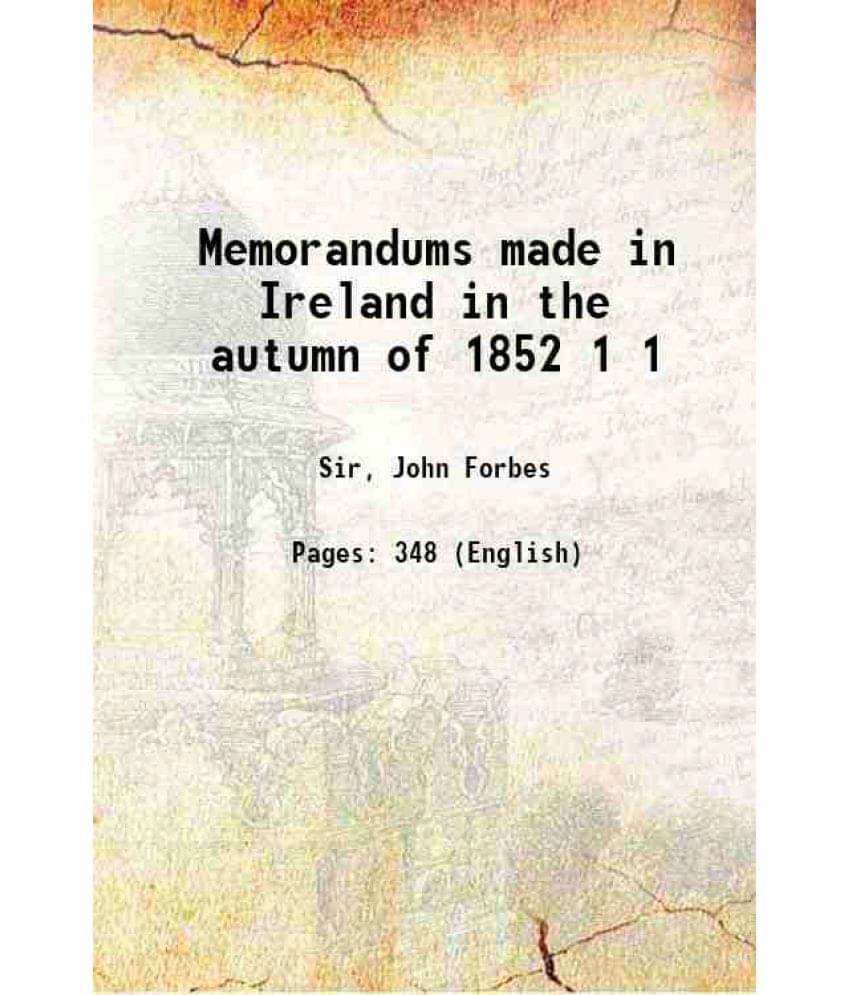 Memorandums made in
Ireland in the
autumn of 1852 1 1
Sir, John Forbes
Pages: 348 (English)